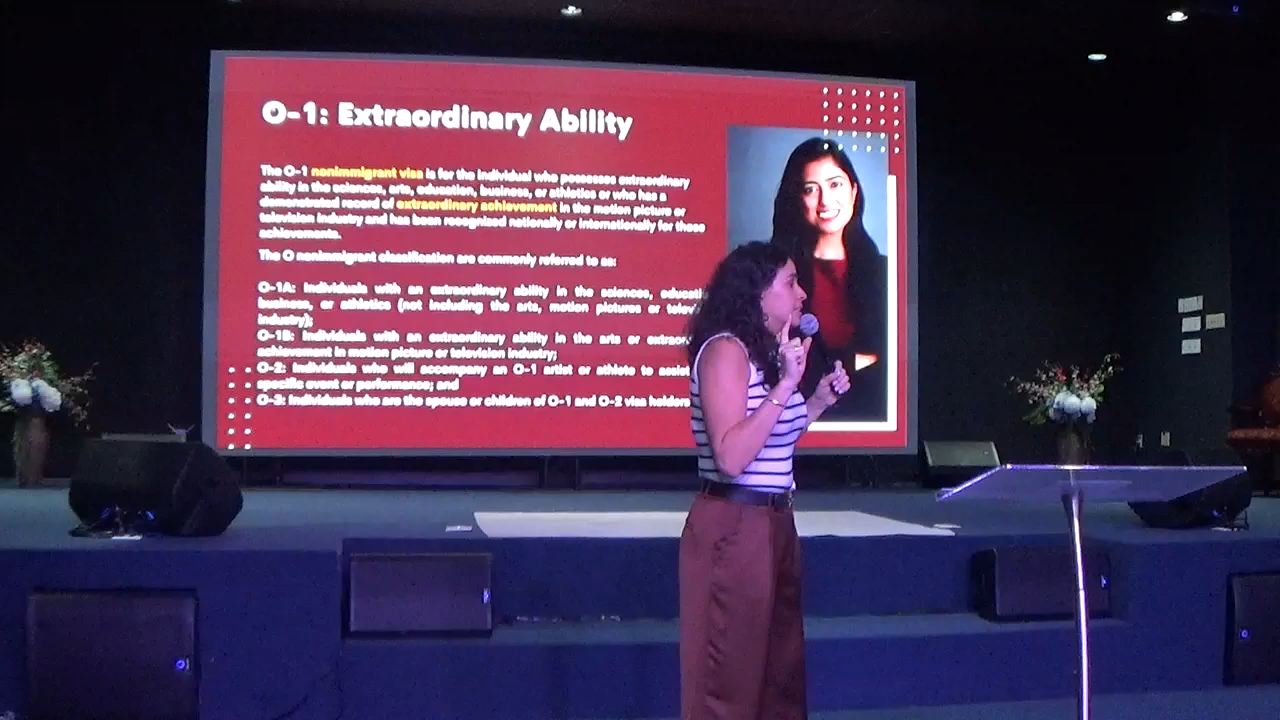 O-1: Extraordinary Ability
The O-1 nonimmigrant visa is for the individual who possesses extraordinary
ability in the sciences, arts, education, business, or athletics or who has a
demonstrated record of extraordinary achievement in the motion picture or
television industry and has been recognized nationally or internationally for those
achievements.
The O nonimmigrant classification are commonly referred to as:
O-1A: Individuals with an extraordinary ability in the sciences,
business, or athletics (not including the arts, motion pictures or
industry);
O-1B: Individuals with an extraordinary ability in the arts or
achievement in motion picture or television industry;
O-2: Individuals who will accompany an O-1 artist or athlete to assist
specific event or performance; and
O-3: Individuals who are the spouse or children of O-1 and O-2 visa holders